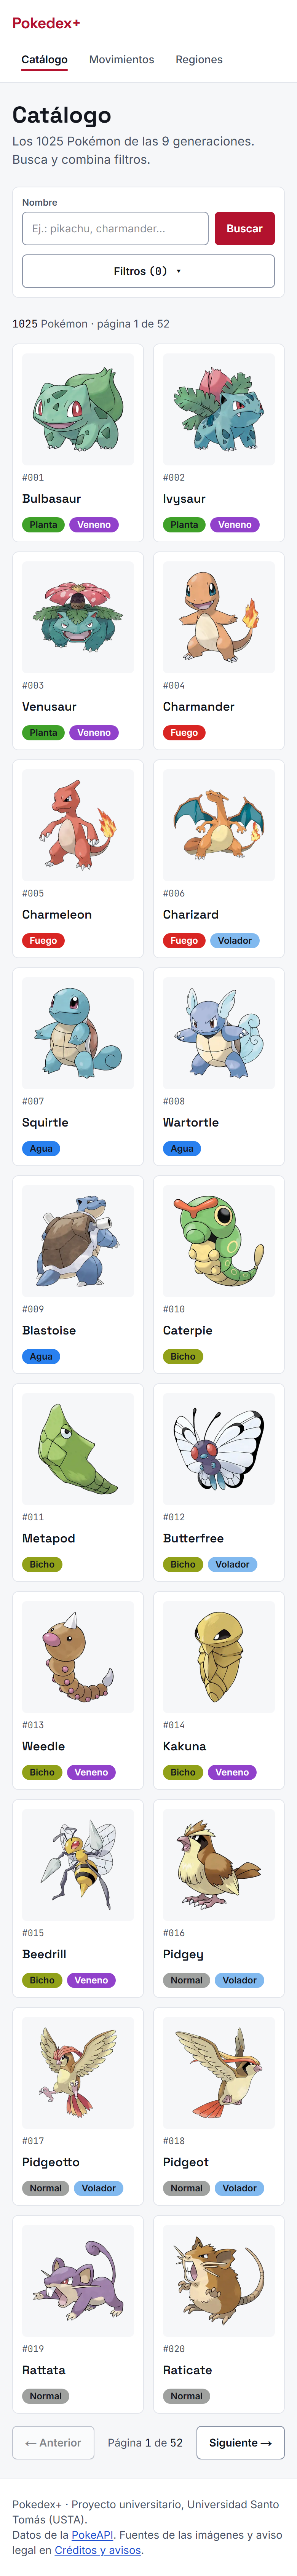 Pokedex+
Catálogo Movimientos Regiones
Catálogo
Los 1025 Pokémon de las 9 generaciones.
Busca y combina filtros.
Nombre
Ej.: pikachu, charmander... Buscar
Filtros (0) ▾
1025 Pokémon · página 1 de 52
#001 #002
Bulbasaur Ivysaur
Planta Veneno Planta Veneno
#003 #004
Venusaur Charmander
Planta Veneno Fuego
#005 #006
Charmeleon Charizard
Fuego Fuego Volador
#007 #008
Squirtle Wartortle
Agua Agua
#009 #010
Blastoise Caterpie
Agua Bicho
#011 #012
Metapod Butterfree
Bicho Bicho Volador
#013 #014
Weedle Kakuna
Bicho Veneno Bicho Veneno
#015 #016
Beedrill Pidgey
Bicho Veneno Normal Volador
#017 #018
Pidgeotto Pidgeot
Normal Volador Normal Volador
#019 #020
Rattata Raticate
Normal Normal
← Anterior Página 1 de 52 Siguiente →
Pokedex+ · Proyecto universitario, Universidad Santo
Tomás (USTA).
Datos de la PokeAPI. Fuentes de las imágenes y aviso
legal en Créditos y avisos.